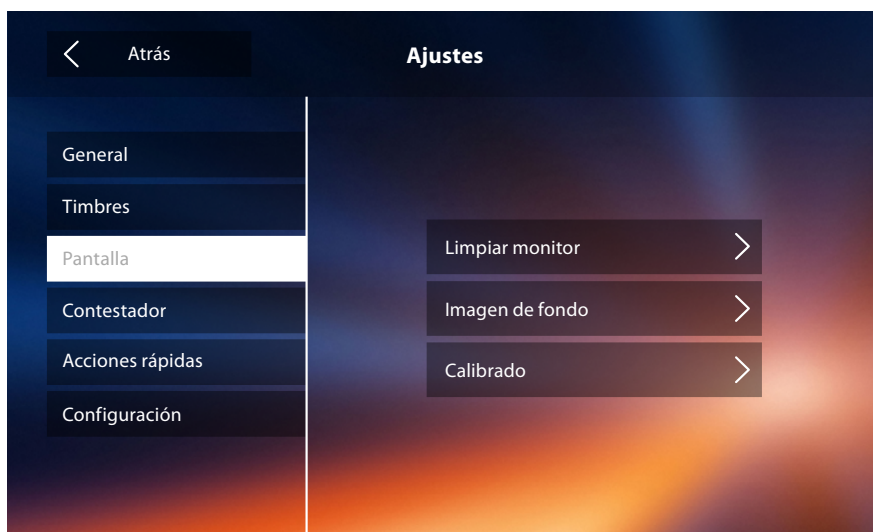 Atrás
Ajustes
General
Timbres
Pantalla
Contestador
Acciones rápidas
Configuración
Limpiar monitor
Imagen de fondo
Calibrado